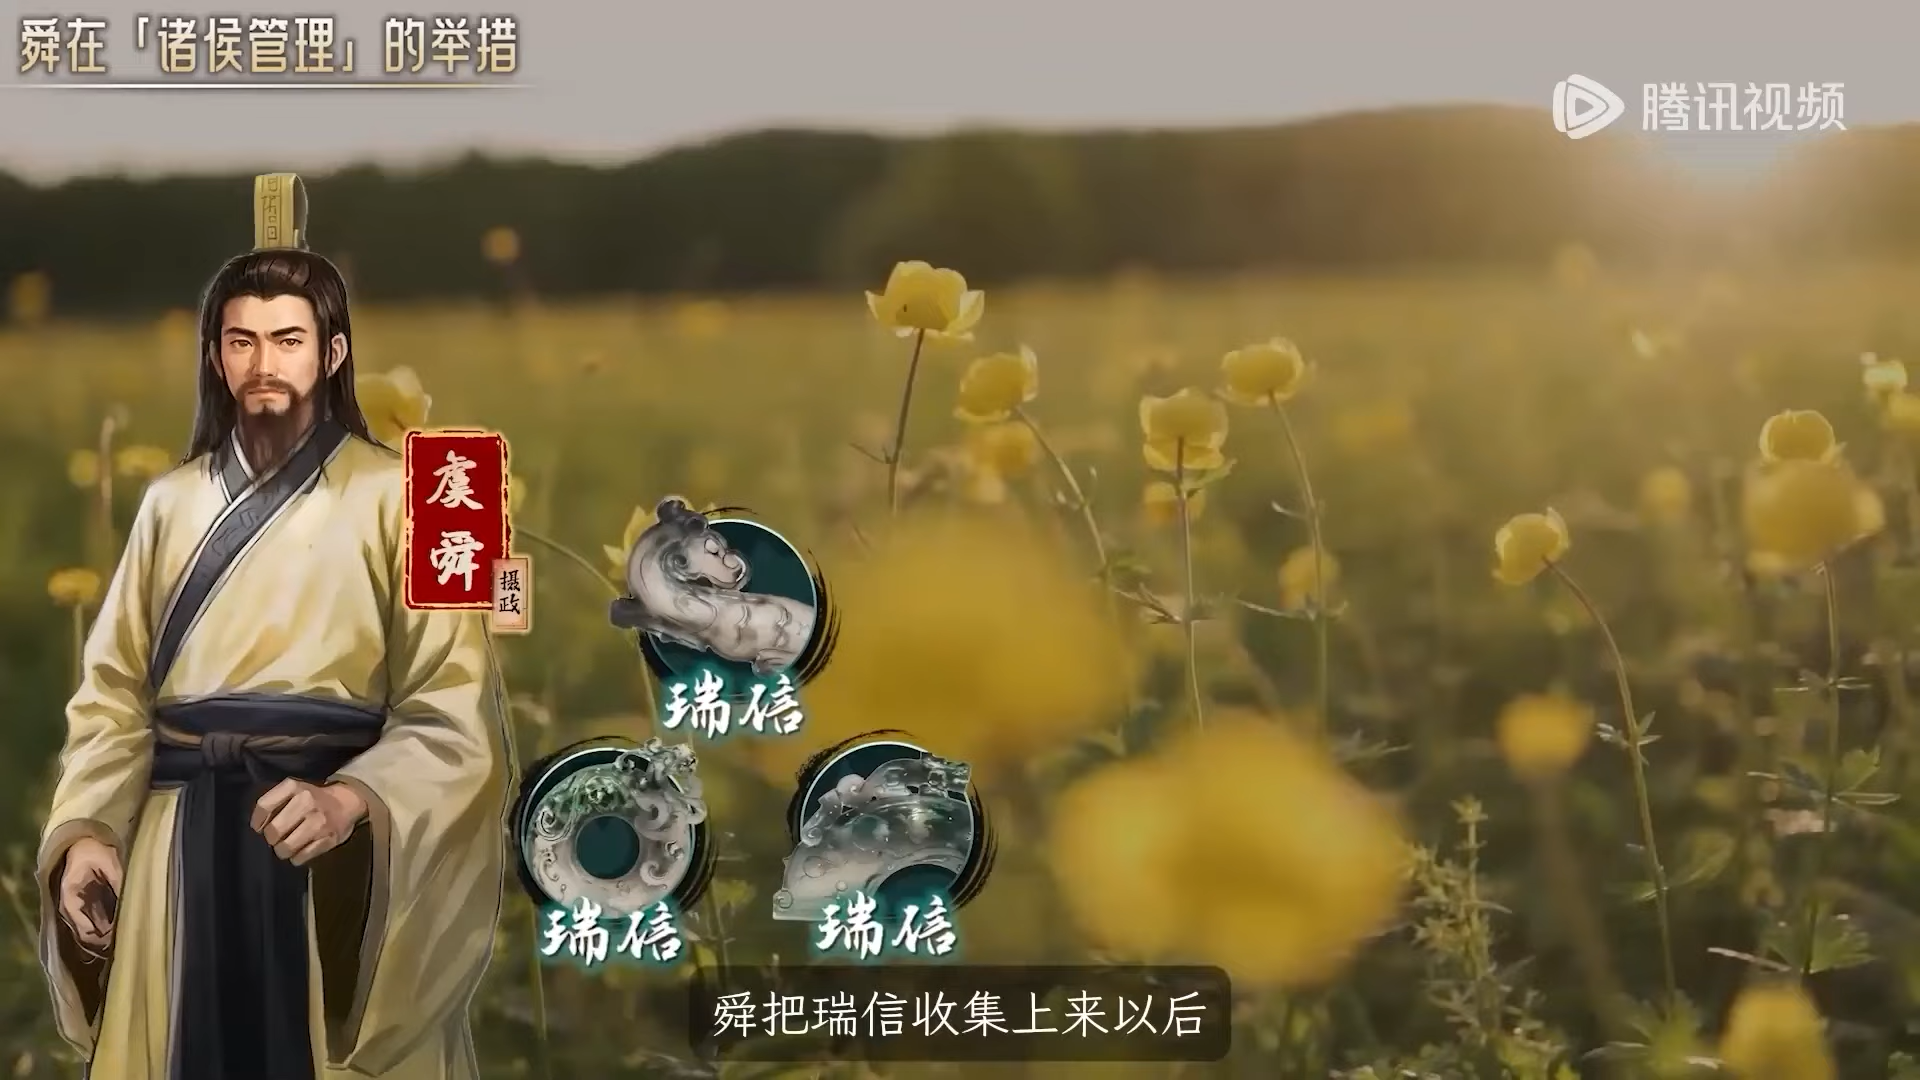 舜在「诸侯管理」的举措
腾讯视频
虞舜
摄政
瑞信
瑞信
瑞信
舜把瑞信收集上来以后